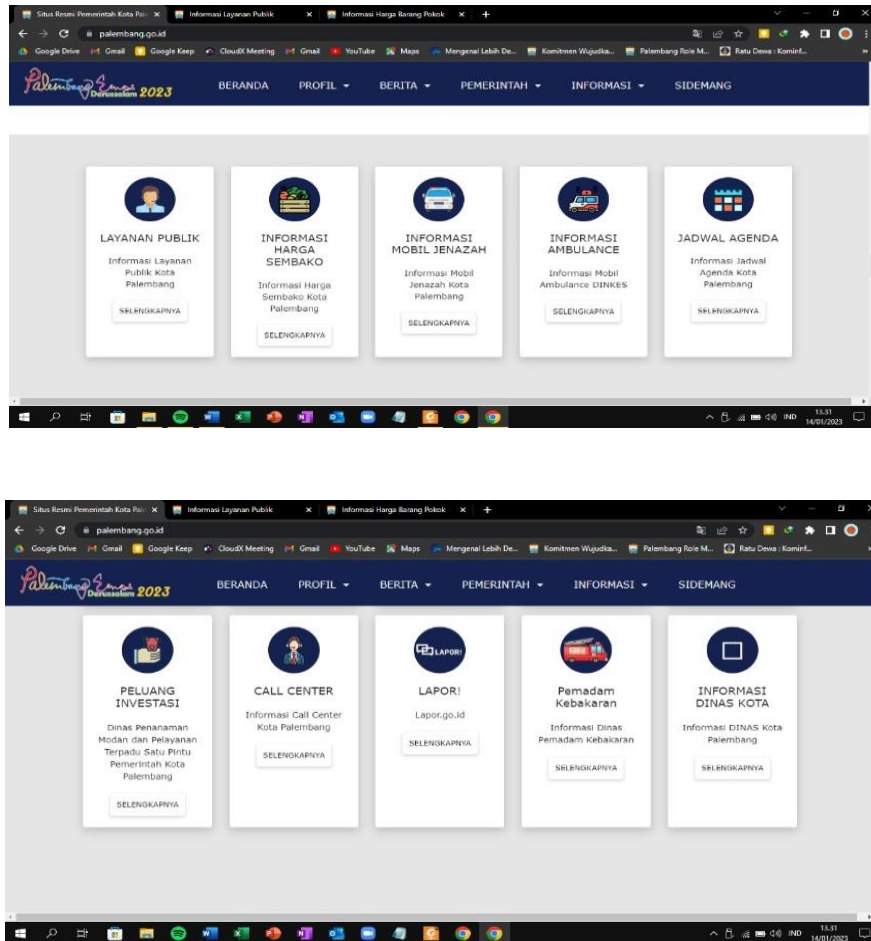 Situs Resmi Pemerintah Kota Pal
Informasi Layanan Publik
Informasi Harga Barang Pokok
palembang.go.id
Google Drive
Gmail
Google Keep
CloudX Meeting
Gmail
YouTube
Maps
Mengenal Lebih De...
Komitmen Wujudka...
Palembang Role M...
Ratu Dewa : Kominf...
Palembang Emas Darussalam 2023
BERANDA
PROFIL
BERITA
PEMERINTAH
INFORMASI
SIDEMANG
LAYANAN PUBLIK
Informasi Layanan
Publik Kota
Palembang
SELENGKAPNYA
INFORMASI
HARGA
SEMBAKO
Informasi Harga
Sembako Kota
Palembang
SELENGKAPNYA
INFORMASI
MOBIL JENAZAH
Informasi Mobil
Jenazah Kota
Palembang
SELENGKAPNYA
INFORMASI
AMBULANCE
Informasi Mobil
Ambulance DINKES
SELENGKAPNYA
JADWAL AGENDA
Informasi Jadwal
Agenda Kota
Palembang
SELENGKAPNYA
IND
13.31
14/01/2023
Situs Resmi Pemerintah Kota Pal
Informasi Layanan Publik
Informasi Harga Barang Pokok
palembang.go.id
Google Drive
Gmail
Google Keep
CloudX Meeting
Gmail
YouTube
Maps
Mengenal Lebih De...
Komitmen Wujudka...
Palembang Role M...
Ratu Dewa : Kominf...
Palembang Emas Darussalam 2023
BERANDA
PROFIL
BERITA
PEMERINTAH
INFORMASI
SIDEMANG
PELUANG
INVESTASI
Dinas Penanaman
Modan dan Pelayanan
Terpadu Satu Pintu
Pemerintah Kota
Palembang
SELENGKAPNYA
CALL CENTER
Informasi Call Center
Kota Palembang
SELENGKAPNYA
LAPOR!
LAPOR!
Lapor.go.id
SELENGKAPNYA
Pemadam
Kebakaran
Informasi Dinas
Pemadam Kebakaran
SELENGKAPNYA
INFORMASI
DINAS KOTA
Informasi DINAS Kota
Palembang
SELENGKAPNYA
IND
13.31
14/01/2023